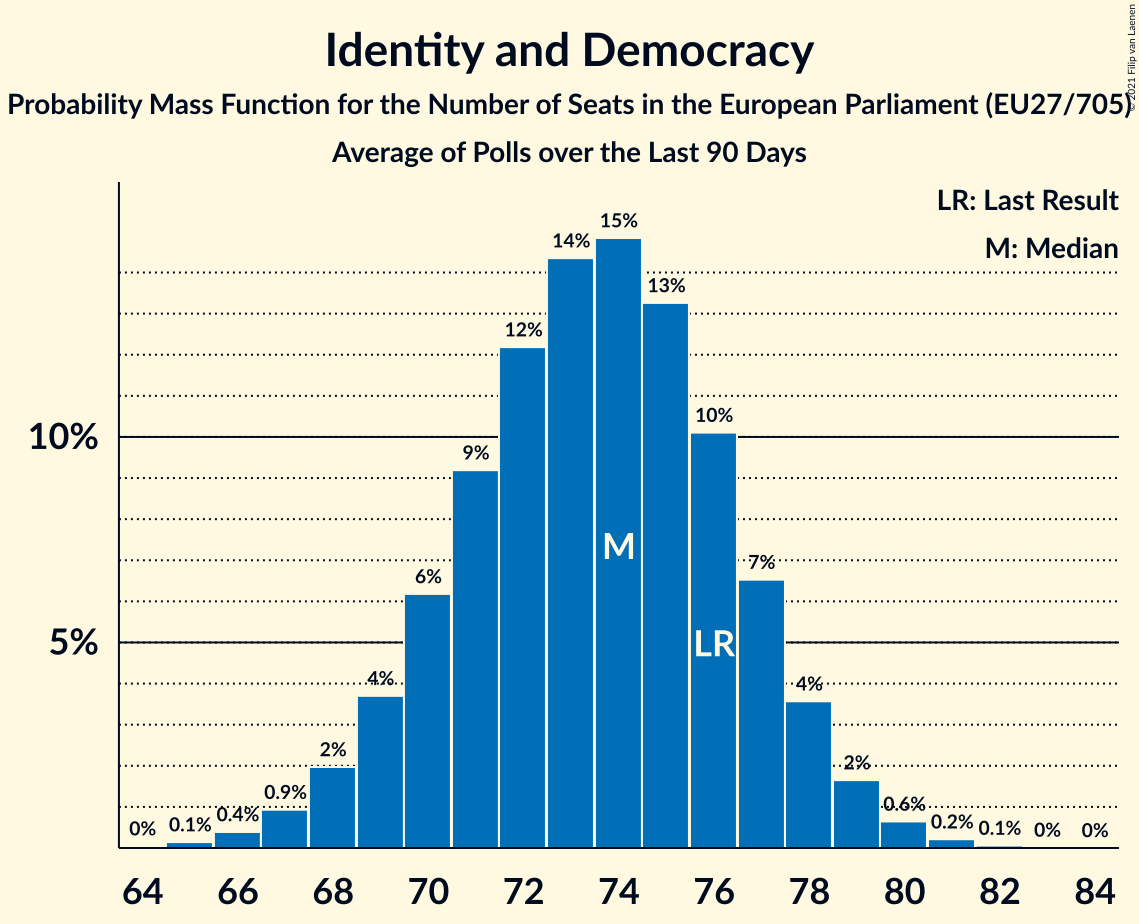 Identity and Democracy
Probability Mass Function for the Number of Seats in the European Parliament (EU27/705)
Average of Polls over the Last 90 Days
© 2021 Filip van Laenen
LR: Last Result
M: Median
10%
5%
0% 0.1% 0.4% 0.9% 2% 4% 6% 9% 12% 14% 15% 13% 10% 7% 4% 2% 0.6% 0.2% 0.1% 0% 0%
M
LR
64 66 68 70 72 74 76 78 80 82 84